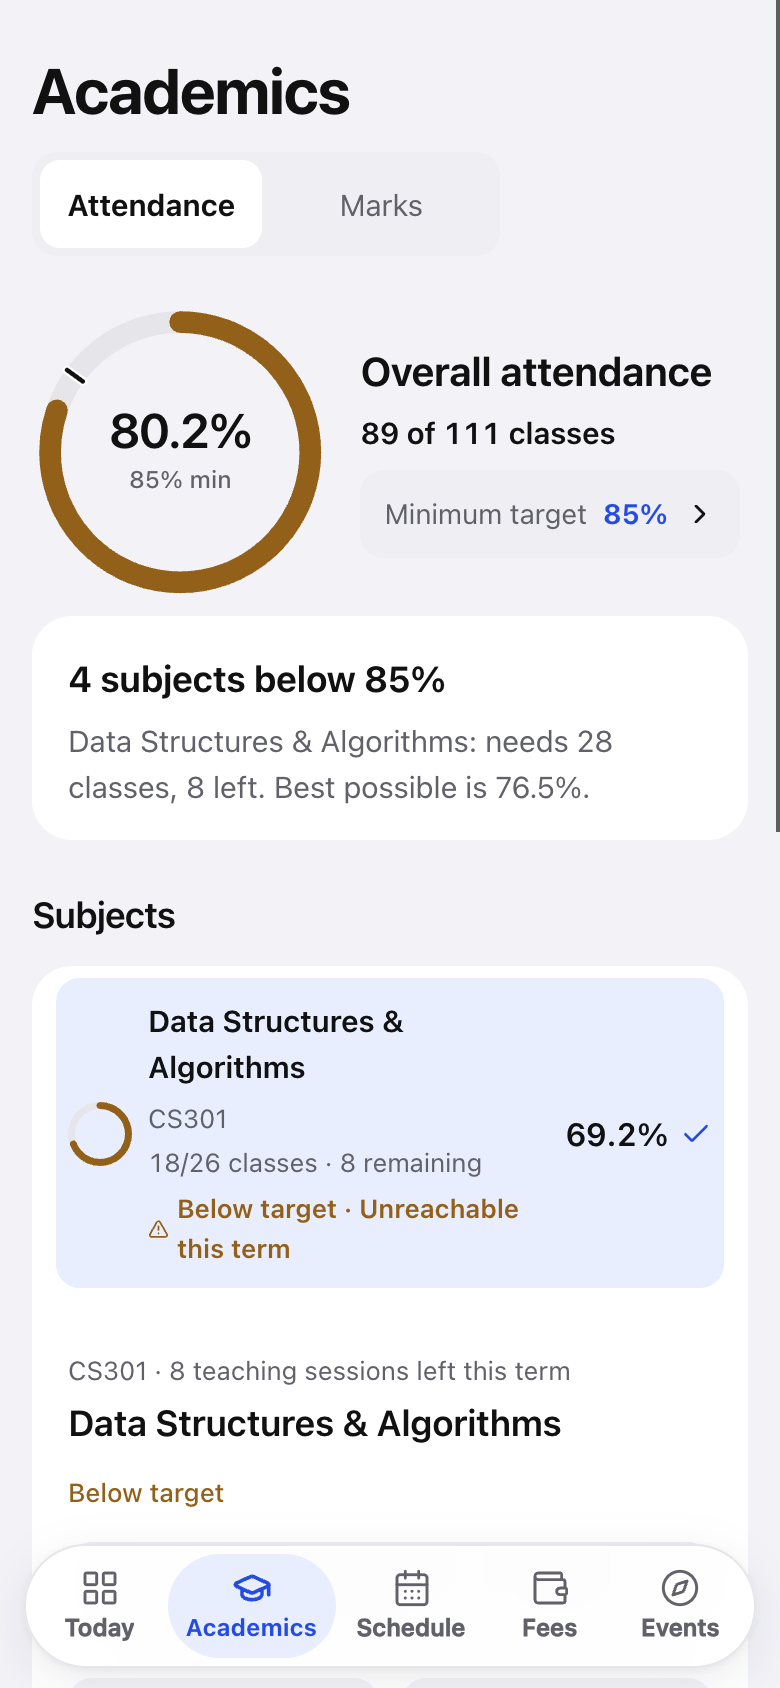 Academics
Attendance
Marks
80.2%
85% min
Overall attendance
89 of 111 classes
Minimum target 85%
4 subjects below 85%
Data Structures & Algorithms: needs 28
classes, 8 left. Best possible is 76.5%.
Subjects
Data Structures &
Algorithms
CS301
18/26 classes · 8 remaining
69.2%
Below target · Unreachable
this term
CS301 · 8 teaching sessions left this term
Data Structures & Algorithms
Below target
Today
Academics
Schedule
Fees
Events